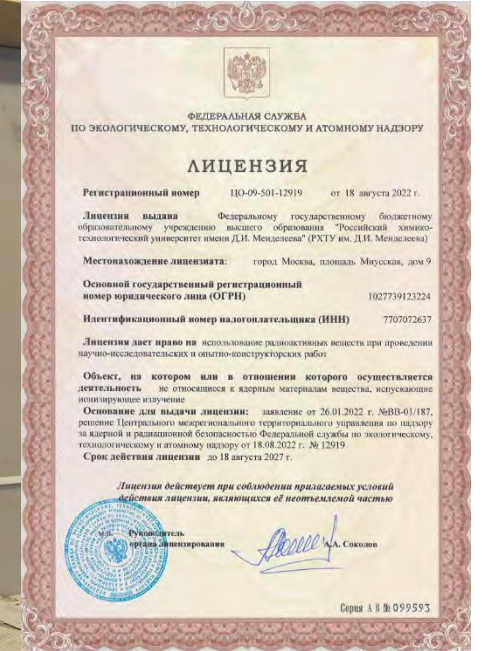 ФЕДЕРАЛЬНАЯ СЛУЖБА
ПО ЭКОЛОГИЧЕСКОМУ, ТЕХНОЛОГИЧЕСКОМУ И АТОМНОМУ НАДЗОРУ
ЛИЦЕНЗИЯ
Регистрационный номер ЦО-09-501-12919 от 18 августа 2022 г.
Лицензия выдана Федеральному государственному бюджетному
образовательному учреждению высшего образования "Российский химико-
технологический университет имени Д.И. Менделеева" (РХТУ им. Д.И. Менделеева)
Местонахождение лицензиата: город Москва, площадь Миусская, дом 9
Основной государственный регистрационный
номер юридического лица (ОГРН) 1027739123224
Идентификационный номер налогоплательщика (ИНН) 7707072637
Лицензия дает право на использование радиоактивных веществ при проведении
научно-исследовательских и опытно-конструкторских работ
Объект, на котором или в отношении которого осуществляется
деятельность не относящиеся к ядерным материалам вещества, испускающие
ионизирующее излучение
Основание для выдачи лицензии: заявление от 26.01.2022 г. №ВВ-01/187,
решение Центрального межрегионального территориального управления по надзору
за ядерной и радиационной безопасностью Федеральной службы по экологическому,
технологическому и атомному надзору от 18.08.2022 г. № 12919
Срок действия лицензии до 18 августа 2027 г.
Лицензия действует при соблюдении прилагаемых условий
действия лицензии, являющихся её неотъемлемой частью
М.П. Руководитель
органа лицензирования А.А. Соколов
Серия А В № 099593